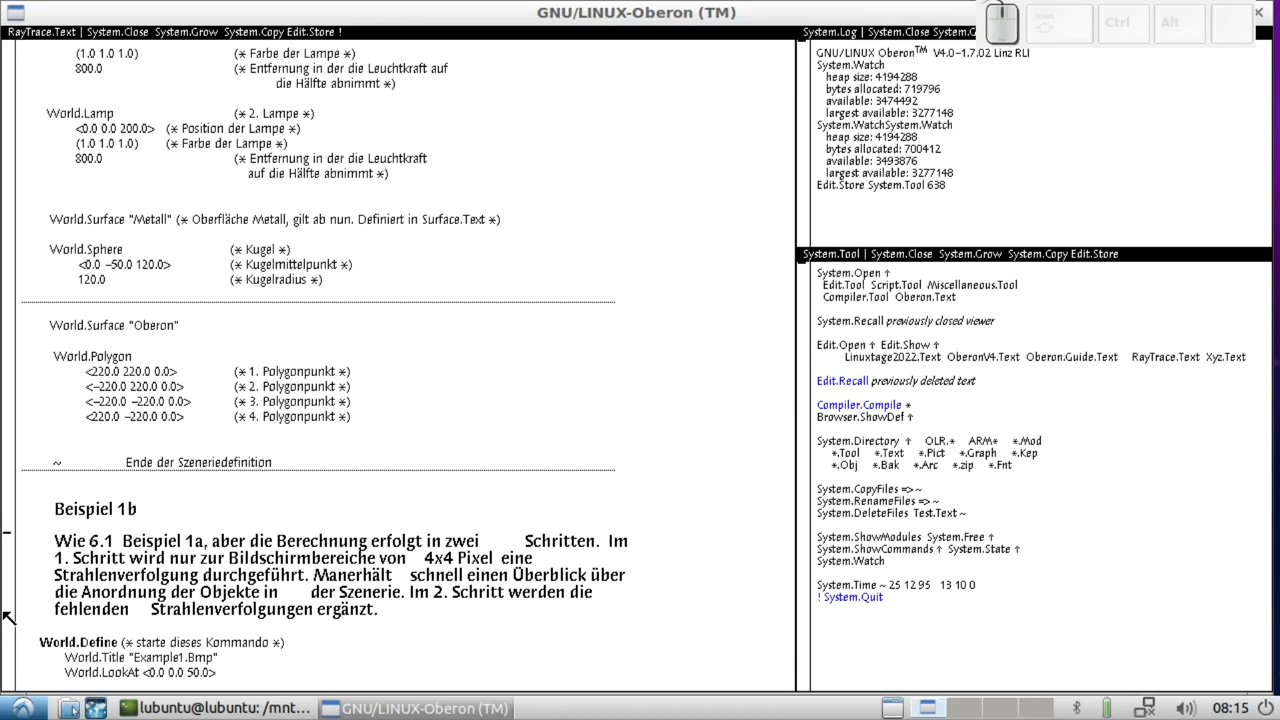 GNU/LINUX-Oberon (TM)
Ctrl
Alt
RayTrace.Text | System.Close System.Grow System.Copy Edit.Store !
(1.0 1.0 1.0) (* Farbe der Lampe *)
800.0 (* Entfernung in der die Leuchtkraft auf
die Hälfte abnimmt *)
World.Lamp (* 2. Lampe *)
<0.0 0.0 200.0> (* Position der Lampe *)
(1.0 1.0 1.0) (* Farbe der Lampe *)
800.0 (* Entfernung in der die Leuchtkraft
auf die Hälfte abnimmt *)
World.Surface "Metall" (* Oberfläche Metall, gilt ab nun. Definiert in Surface.Text *)
World.Sphere (* Kugel *)
<0.0 –50.0 120.0> (* Kugelmittelpunkt *)
120.0 (* Kugelradius *)
World.Surface "Oberon"
World.Polygon
<220.0 220.0 0.0> (* 1. Polygonpunkt *)
<–220.0 220.0 0.0> (* 2. Polygonpunkt *)
<–220.0 –220.0 0.0> (* 3. Polygonpunkt *)
<220.0 –220.0 0.0> (* 4. Polygonpunkt *)
~ Ende der Szeneriedefinition
Beispiel 1b
Wie 6.1 Beispiel 1a, aber die Berechnung erfolgt in zwei Schritten. Im
1. Schritt wird nur zur Bildschirmbereiche von 4x4 Pixel eine
Strahlenverfolgung durchgeführt. Manerhält schnell einen Überblick über
die Anordnung der Objekte in der Szenerie. Im 2. Schritt werden die
fehlenden Strahlenverfolgungen ergänzt.
World.Define (* starte dieses Kommando *)
World.Title "Example1.Bmp"
World.LookAt <0.0 0.0 50.0>
System.Log | System.Close System.G
GNU/LINUX Oberon™ V4.0–1.7.02 Linz RLI
System.Watch
heap size: 4194288
bytes allocated: 719796
available: 3474492
largest available: 3277148
System.WatchSystem.Watch
heap size: 4194288
bytes allocated: 700412
available: 3493876
largest available: 3277148
Edit.Store System.Tool 638
System.Tool | System.Close System.Grow System.Copy Edit.Store
System.Open ↑
Edit.Tool Script.Tool Miscellaneous.Tool
Compiler.Tool Oberon.Text
System.Recall previously closed viewer
Edit.Open ↑ Edit.Show ↑
Linuxtage2022.Text OberonV4.Text Oberon.Guide.Text RayTrace.Text Xyz.Text
Edit.Recall previously deleted text
Compiler.Compile *
Browser.ShowDef ↑
System.Directory ↑ OLR.* ARM* *.Mod
*.Tool *.Text *.Pict *.Graph *.Kep
*.Obj *.Bak *.Arc *.zip *.Fnt
System.CopyFiles => ~
System.RenameFiles => ~
System.DeleteFiles Test.Text ~
System.ShowModules System.Free ↑
System.ShowCommands ↑ System.State ↑
System.Watch
System.Time ~ 25 12 95 13 10 0
! System.Quit
lubuntu@lubuntu: /mnt...
GNU/LINUX-Oberon (TM)
08:15